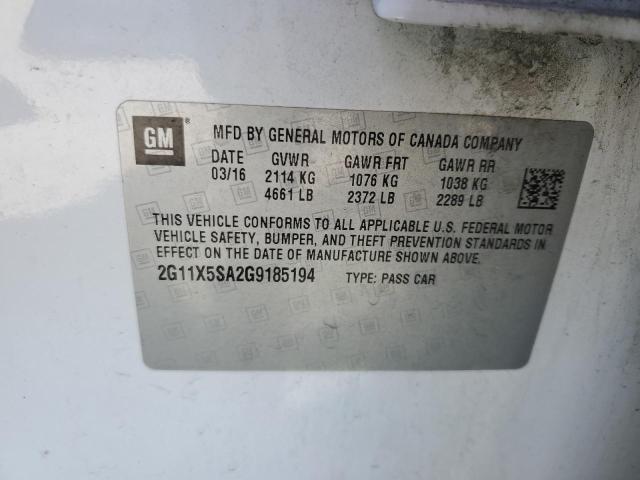 GM MFD BY GENERAL MOTORS OF CANADA COMPANY
DATE GVWR GAWR FRT GAWR RR
03/16 2114 KG 1076 KG 1038 KG
4661 LB 2372 LB 2289 LB
THIS VEHICLE CONFORMS TO ALL APPLICABLE U.S. FEDERAL MOTOR
VEHICLE SAFETY, BUMPER, AND THEFT PREVENTION STANDARDS IN
EFFECT ON THE DATE OF MANUFACTURE SHOWN ABOVE.
2G11X5SA2G9185194 TYPE: PASS CAR